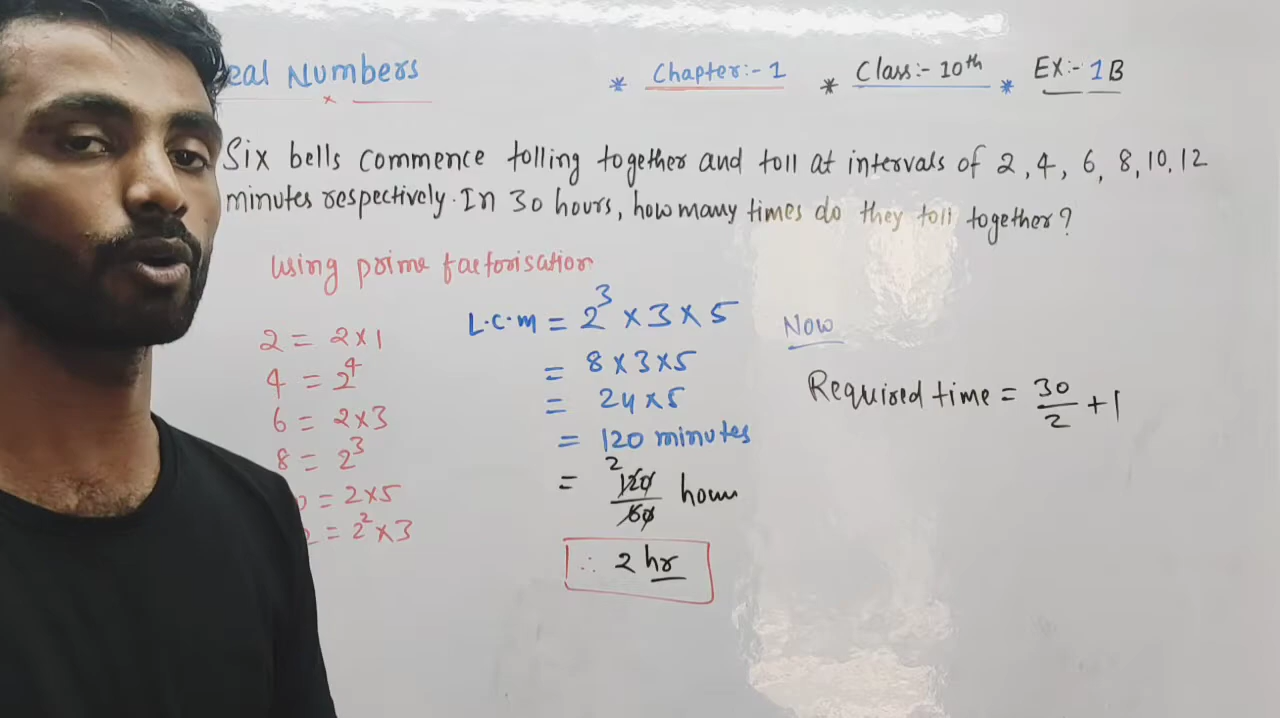 eal Numbers * Chapter:- 1 * Class:- 10th * Ex:- 1B
Six bells commence tolling together and toll at intervals of 2, 4, 6, 8, 10, 12
minutes respectively. In 30 hours, how many times do they toll together?
Using prime factorisation
2 = 2×1
4 = 2⁴
6 = 2×3
8 = 2³
0 = 2×5
2 = 2²×3
L.C.M = 2³ × 3 × 5
= 8 × 3 × 5
= 24 × 5
= 120 minutes
2
= 120/60 hour
∴ 2 hr
Now
Required time = 30/2 + 1